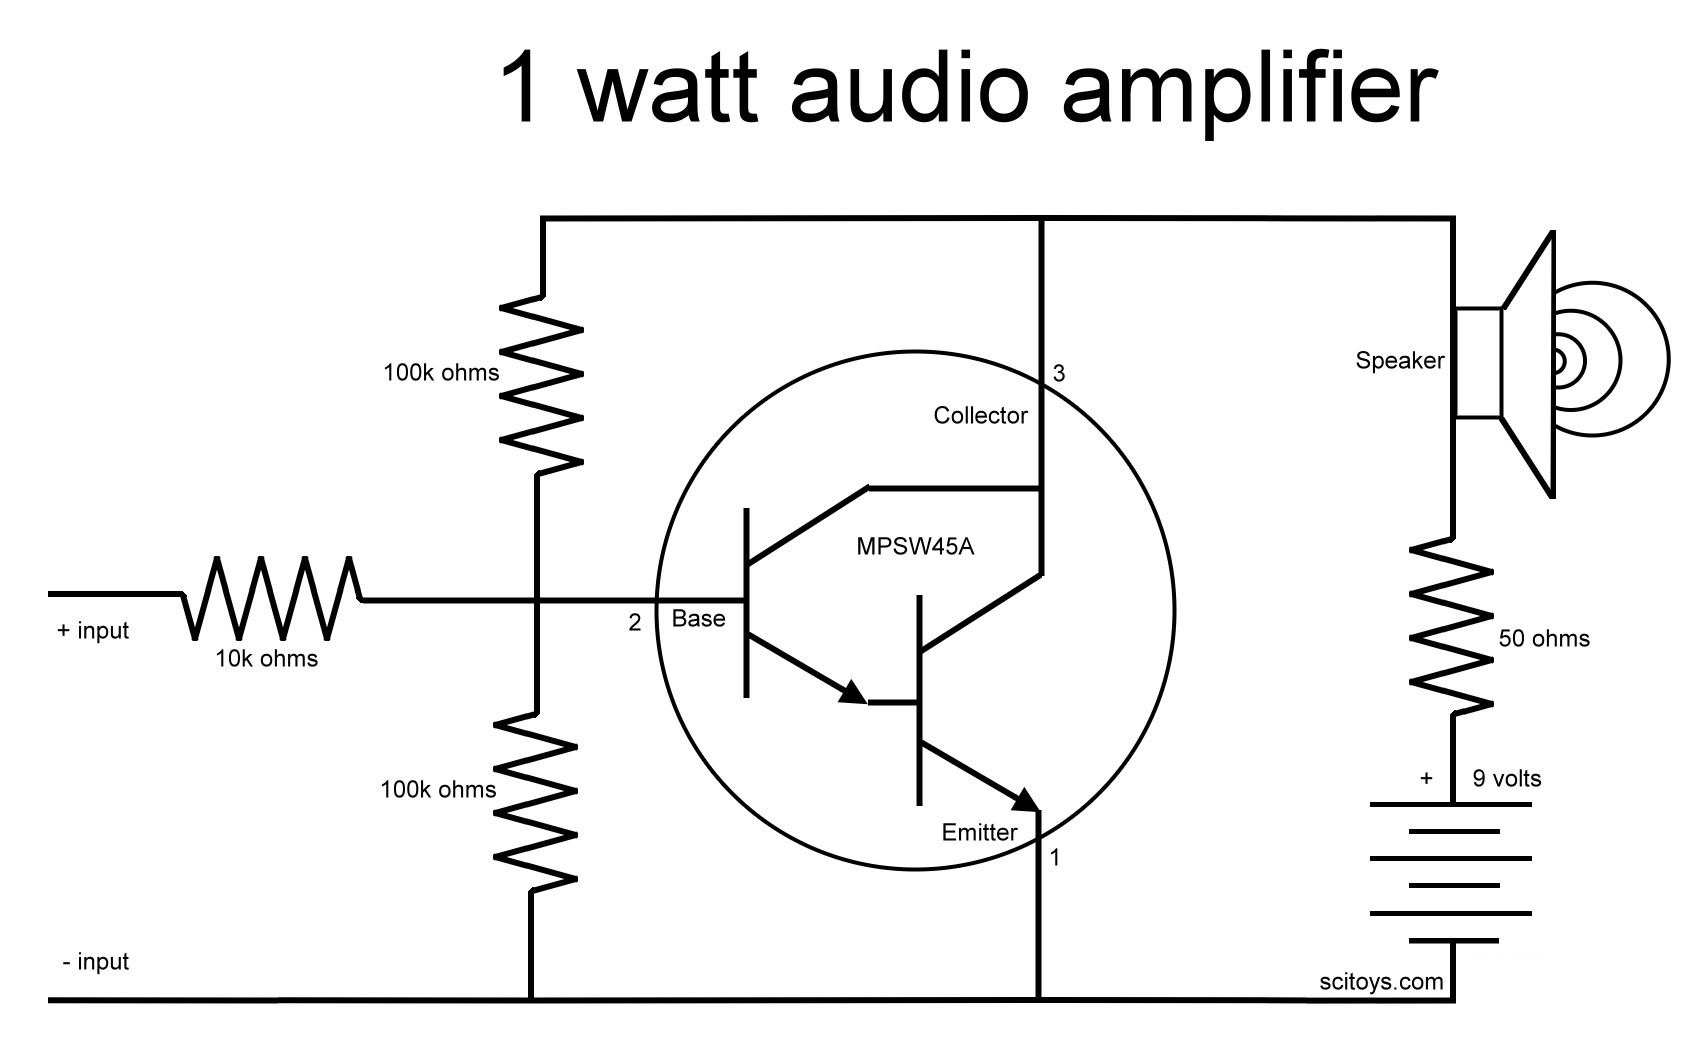 1 watt audio amplifier
100k ohms
Speaker
3
Collector
MPSW45A
+ input
10k ohms
2
Base
50 ohms
100k ohms
+ 9 volts
Emitter
1
- input
scitoys.com